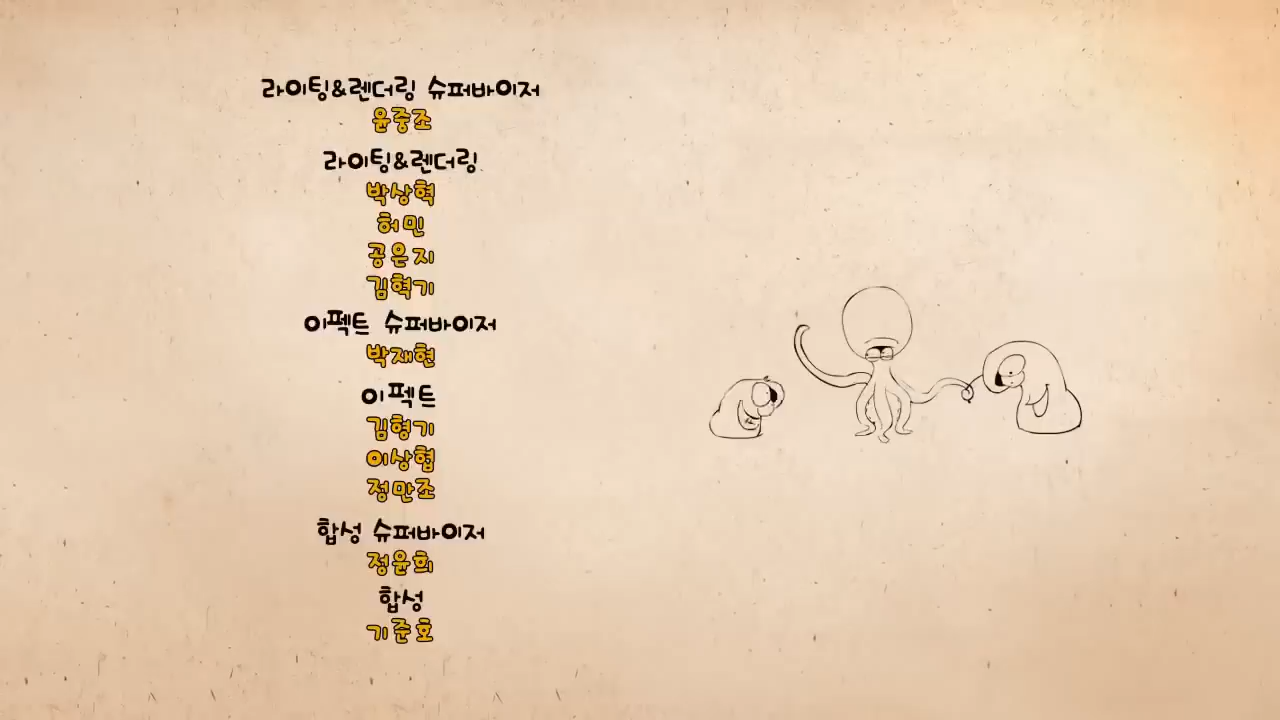 라이팅&렌더링 슈퍼바이저
윤중조
라이팅&렌더링
박상혁
허민
공은지
김혁기
이펙트 슈퍼바이저
박재현
이펙트
김형기
이상협
정만조
합성 슈퍼바이저
정윤희
합성
기준호